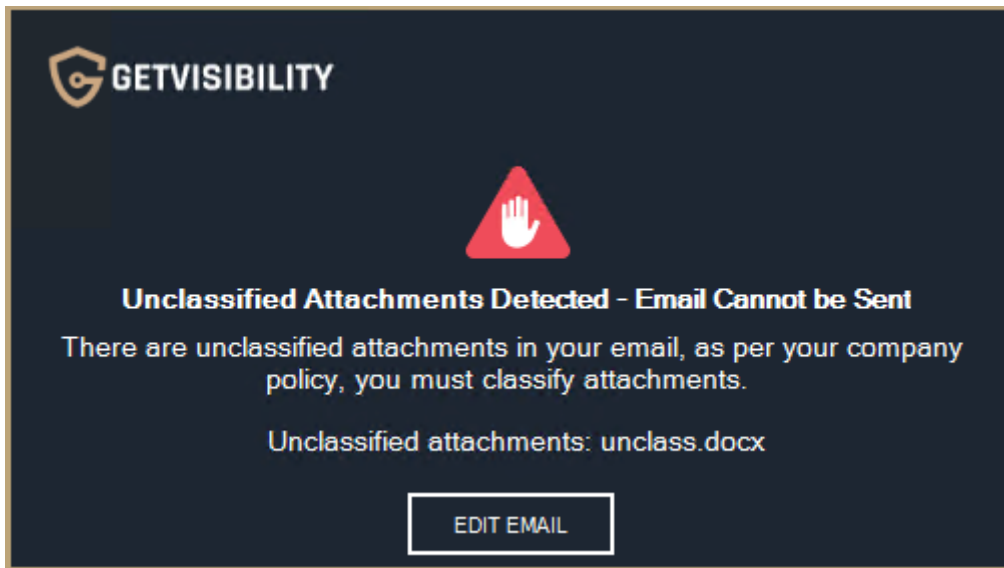 GETVISIBILITY
Unclassified Attachments Detected - Email Cannot be Sent
There are unclassified attachments in your email, as per your company
policy, you must classify attachments.
Unclassified attachments: unclass.docx
EDIT EMAIL